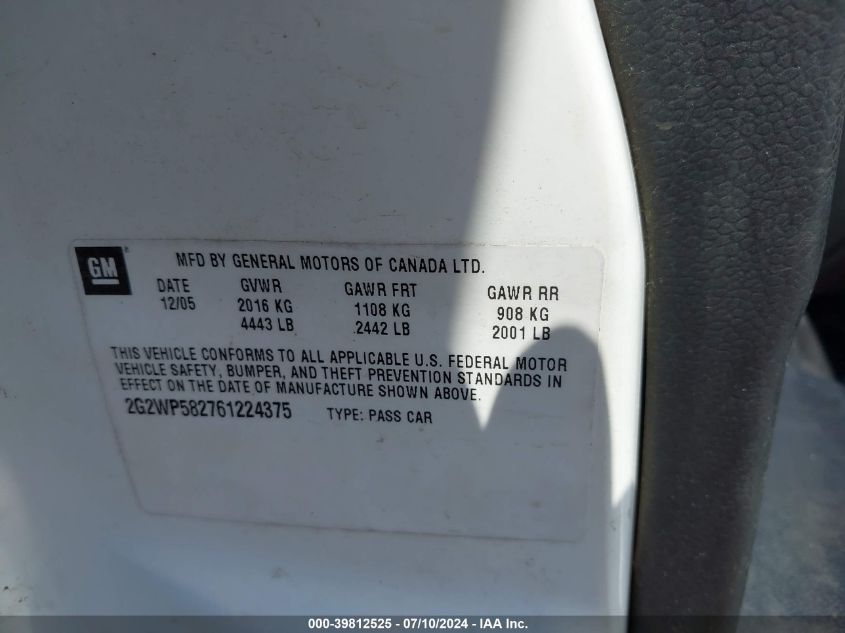 GM®
MFD BY GENERAL MOTORS OF CANADA LTD.
DATE GVWR GAWR FRT GAWR RR
12/05 2016 KG 1108 KG 908 KG
4443 LB 2442 LB 2001 LB
THIS VEHICLE CONFORMS TO ALL APPLICABLE U.S. FEDERAL MOTOR
VEHICLE SAFETY, BUMPER, AND THEFT PREVENTION STANDARDS IN
EFFECT ON THE DATE OF MANUFACTURE SHOWN ABOVE.
2G2WP582761224375 TYPE: PASS CAR
000-39812525 - 07/10/2024 - IAA Inc.